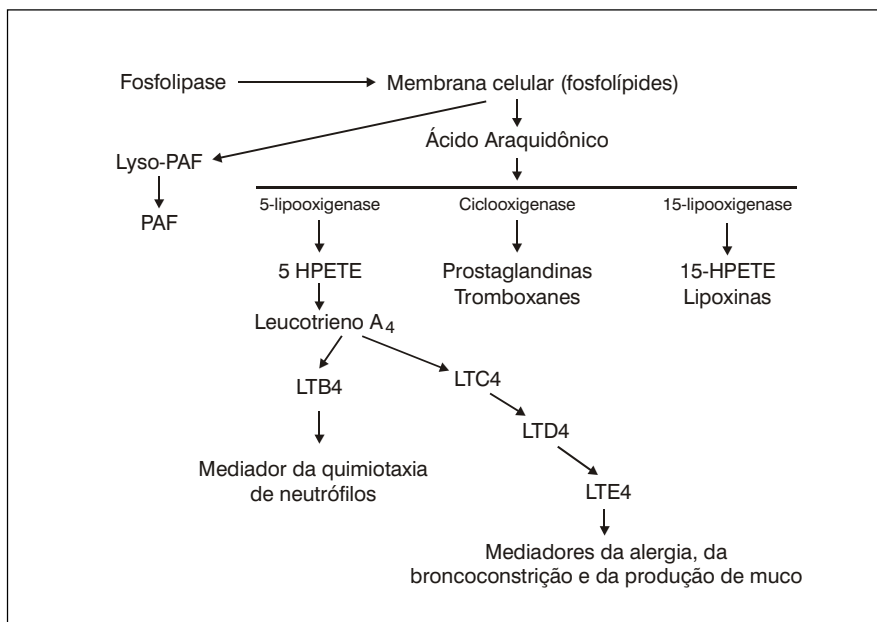 Fosfolipase
Membrana celular (fosfolípides)
Ácido Araquidônico
Lyso-PAF
PAF
5-lipooxigenase
Ciclooxigenase
15-lipooxigenase
5 HPETE
Prostaglandinas
Tromboxanes
15-HPETE
Lipoxinas
Leucotrieno A4
LTB4
LTC4
LTD4
Mediador da quimiotaxia
de neutrófilos
LTE4
Mediadores da alergia, da
broncoconstrição e da produção de muco